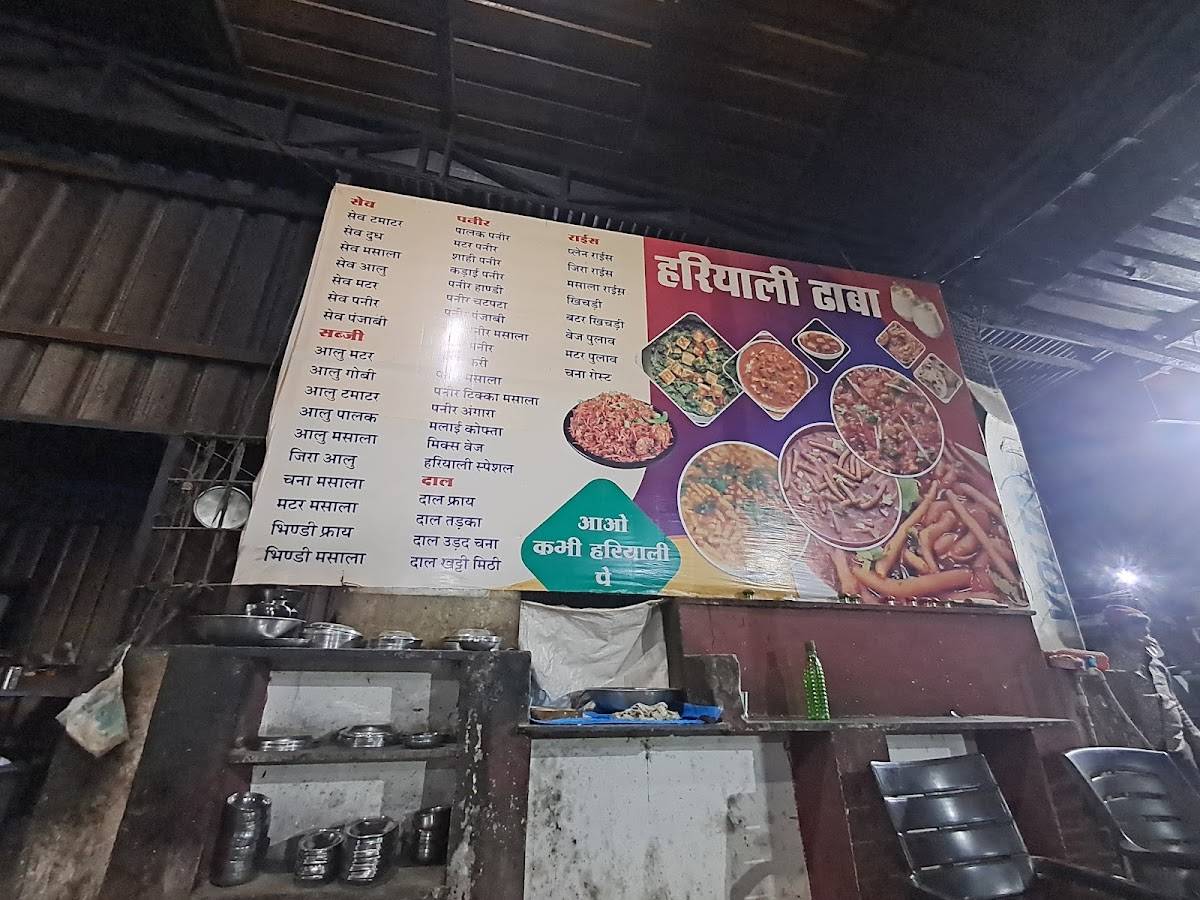 सेव
सेव टमाटर
सेव दुध
सेव मसाला
सेव आलु
सेव मटर
सेव पनीर
सेव पंजाबी
सब्जी
आलु मटर
आलु गोबी
आलु टमाटर
आलु पालक
आलु मसाला
जिरा आलु
चना मसाला
मटर मसाला
भिण्डी फ्राय
भिण्डी मसाला
पनीर
पालक पनीर
मटर पनीर
शाही पनीर
कड़ाई पनीर
पनीर हाण्डी
पनीर चटपटा
पनीर पंजाबी
मसाला
मसाला
पनीर टिक्का मसाला
पनीर अंगारा
मलाई कोफ्ता
मिक्स वेज
हरियाली स्पेशल
दाल
दाल फ्राय
दाल तड़का
दाल उड़द चना
दाल खट्टी मिठी
राईस
प्लेन राईस
जिरा राईस
मसाला राईस
खिचड़ी
बटर खिचड़ी
वेज पुलाव
मटर पुलाव
चना रोस्ट
हरियाली ढाबा
आओ
कभी हरियाली
पे